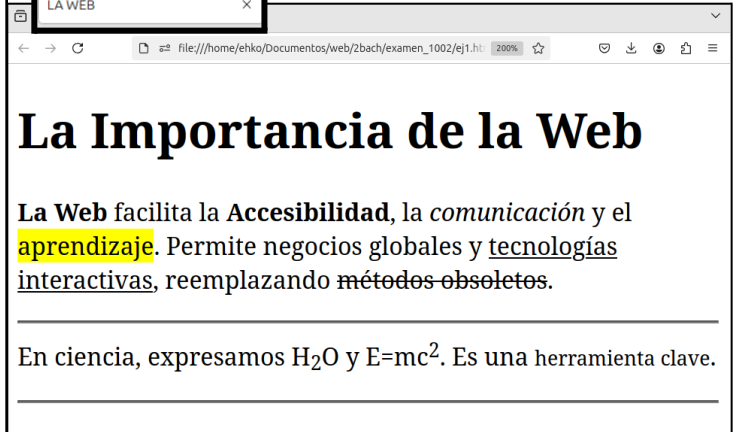 LA WEB
file:///home/ehko/Documentos/web/2bach/examen_1002/ej1.ht 200%
La Importancia de la Web
La Web facilita la Accesibilidad, la comunicación y el
aprendizaje. Permite negocios globales y tecnologías
interactivas, reemplazando métodos obsoletos.
En ciencia, expresamos H₂O y E=mc². Es una herramienta clave.